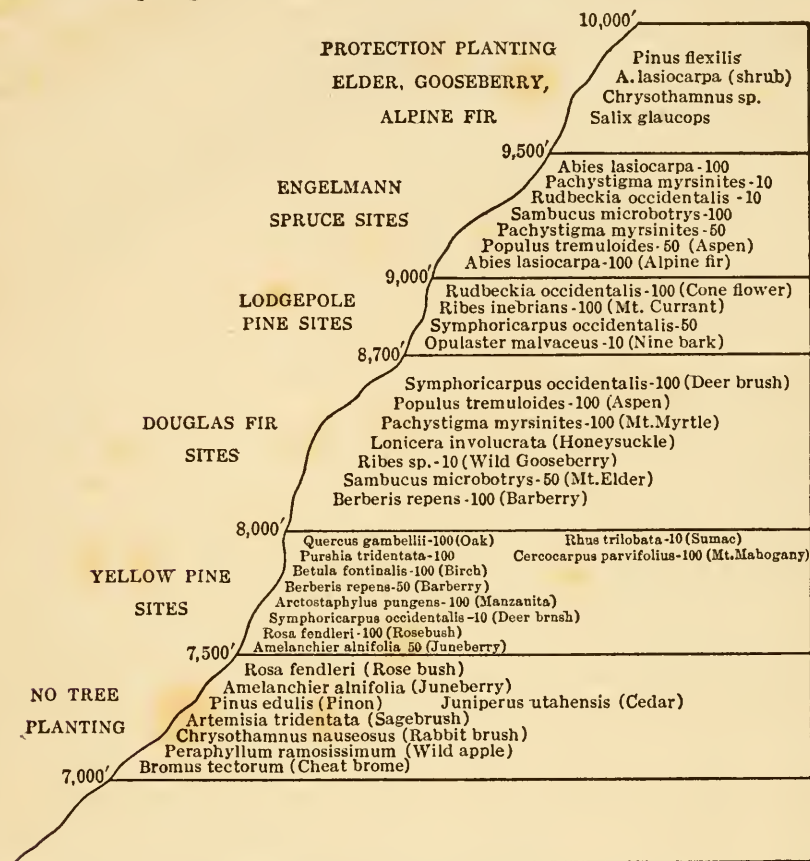 10,000'
PROTECTION PLANTING
ELDER, GOOSEBERRY,
ALPINE FIR
Pinus flexilis
A. lasiocarpa (shrub)
Chrysothamnus sp.
Salix glaucops
9,500'
ENGELMANN
SPRUCE SITES
Abies lasiocarpa-100
Pachystigma myrsinites-10
Rudbeckia occidentalis -10
Sambucus microbotrys-100
Pachystigma myrsinites-50
Populus tremuloides-50 (Aspen)
Abies lasiocarpa-100 (Alpine fir)
9,000'
LODGEPOLE
PINE SITES
Rudbeckia occidentalis-100 (Cone flower)
Ribes inebrians-100 (Mt. Currant)
Symphoricarpus occidentalis-50
Opulaster malvaceus-10 (Nine bark)
8,700'
DOUGLAS FIR
SITES
Symphoricarpus occidentalis-100 (Deer brush)
Populus tremuloides-100 (Aspen)
Pachystigma myrsinites-100 (Mt.Myrtle)
Lonicera involucrata (Honeysuckle)
Ribes sp.-10 (Wild Gooseberry)
Sambucus microbotrys-50 (Mt.Elder)
Berberis repens-100 (Barberry)
8,000'
YELLOW PINE
SITES
Quercus gambellii-100 (Oak) Rhus trilobata-10 (Sumac)
Purshia tridentata-100 Cercocarpus parvifolius-100 (Mt.Mahogany)
Betula fontinalis-100 (Birch)
Berberis repens-50 (Barberry)
Arctostaphylus pungens-100 (Manzanita)
Symphoricarpus occidentalis-10 (Deer brnsh)
Rosa fendleri-100 (Rosebush)
Amelanchier alnifolia 50 (Juneberry)
7,500'
NO TREE
PLANTING
Rosa fendleri (Rose bush)
Amelanchier alnifolia (Juneberry)
Pinus edulis (Pinon) Juniperus utahensis (Cedar)
Artemisia tridentata (Sagebrush)
Chrysothamnus nauseosus (Rabbit brush)
Peraphyllum ramosissimum (Wild apple)
Bromus tectorum (Cheat brome)
7,000'